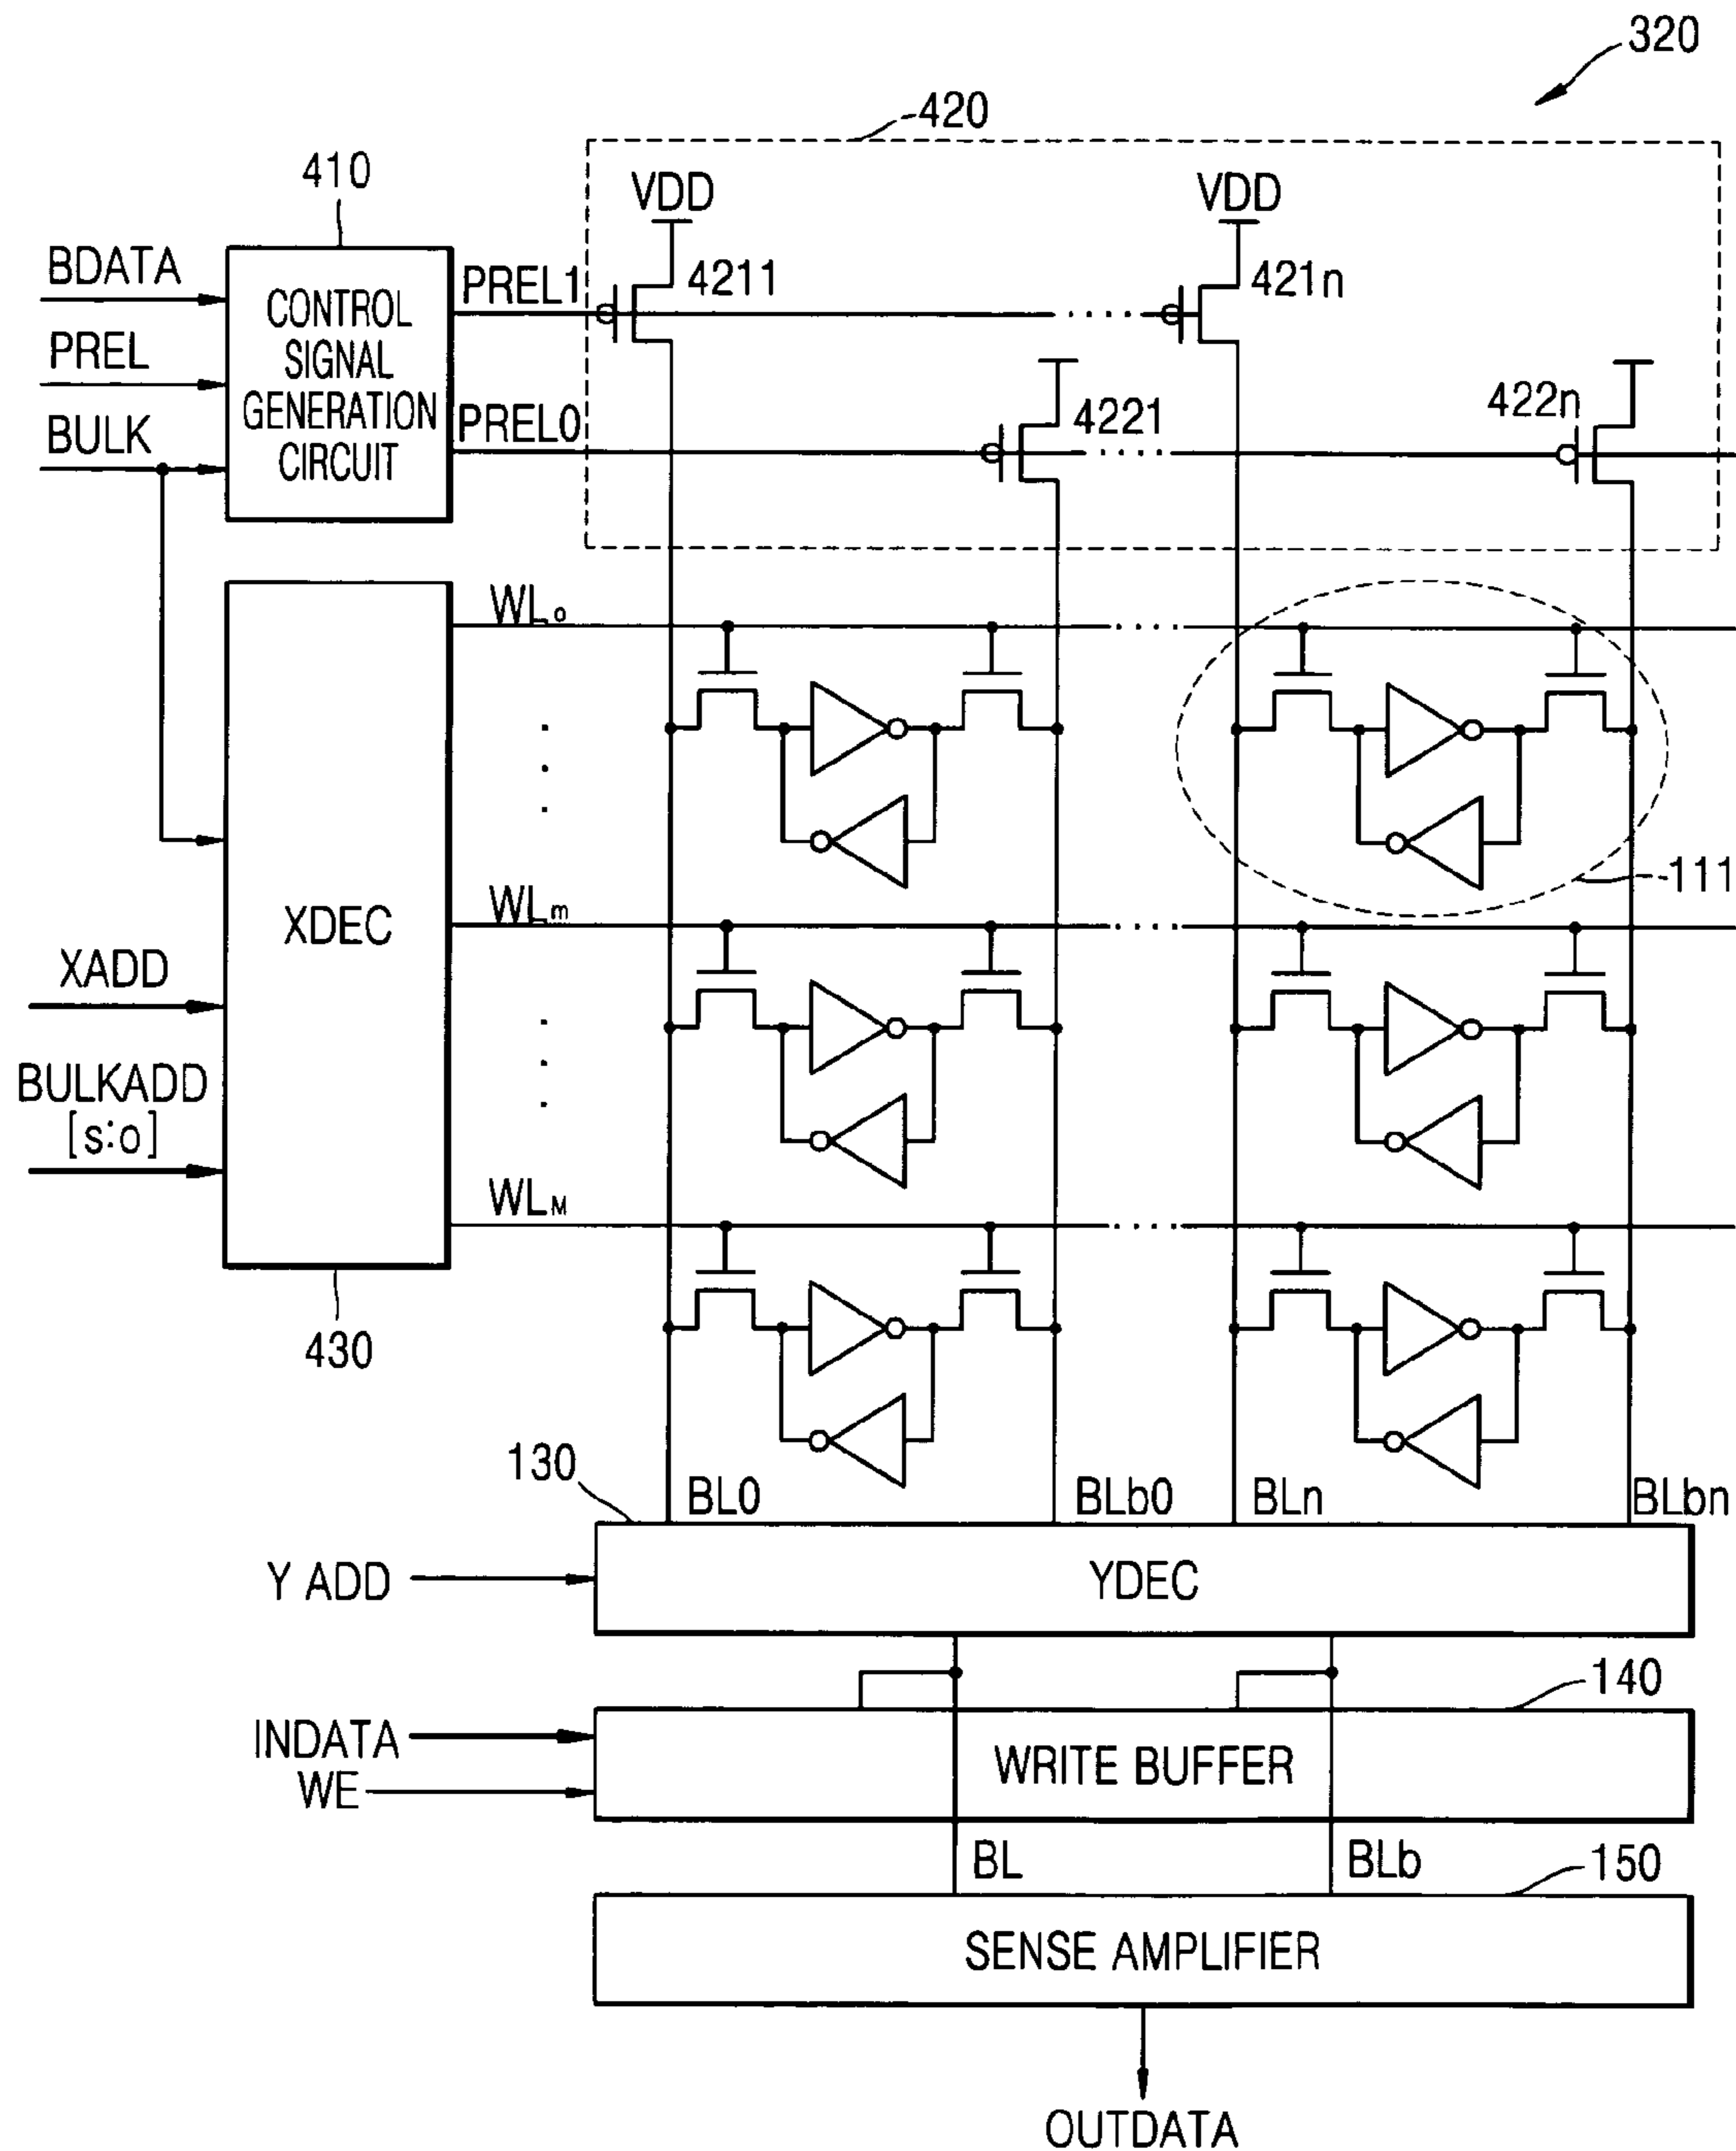 320
420
410
VDD
VDD
BDATA
PREL
BULK
CONTROL
SIGNAL
GENERATION
CIRCUIT
PREL1
4211
421n
PREL0
4221
422n
WLo
111
WLm
XDEC
XADD
BULKADD
[s:o]
WLM
430
130
BL0
BLb0
BLn
BLbn
Y ADD
YDEC
140
INDATA
WE
WRITE BUFFER
BL
BLb
150
SENSE AMPLIFIER
OUTDATA